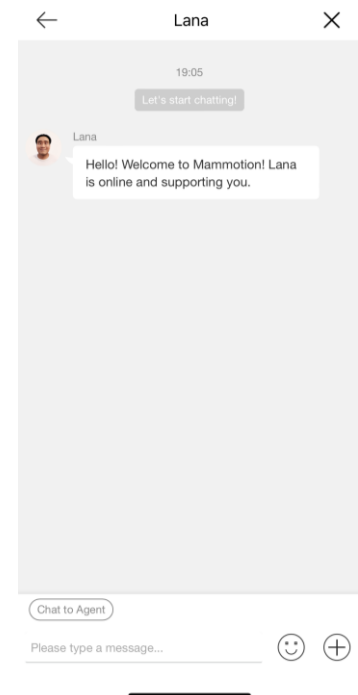 Lana
19:05
Let's start chatting!
Lana
Hello! Welcome to Mammotion! Lana
is online and supporting you.
Chat to Agent
Please type a message...